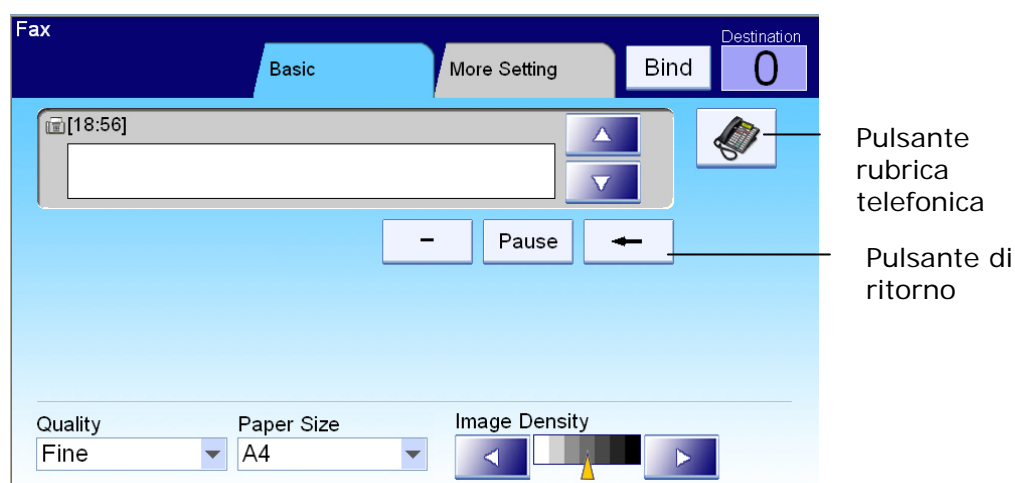 Fax
Destination
Basic
More Setting
Bind
0
[18:56]
Pulsante
rubrica
telefonica
–
Pause
Pulsante di
ritorno
Quality
Paper Size
Image Density
Fine
A4